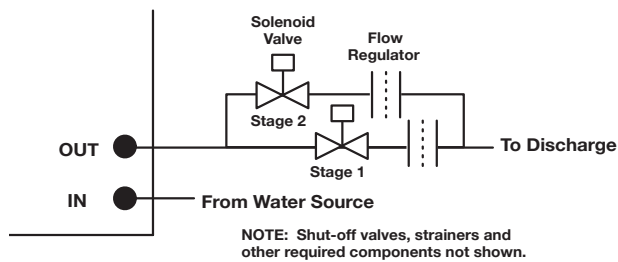 Solenoid
Valve
Flow
Regulator
Stage 2
OUT
To Discharge
Stage 1
IN
From Water Source
NOTE: Shut-off valves, strainers and
other required components not shown.